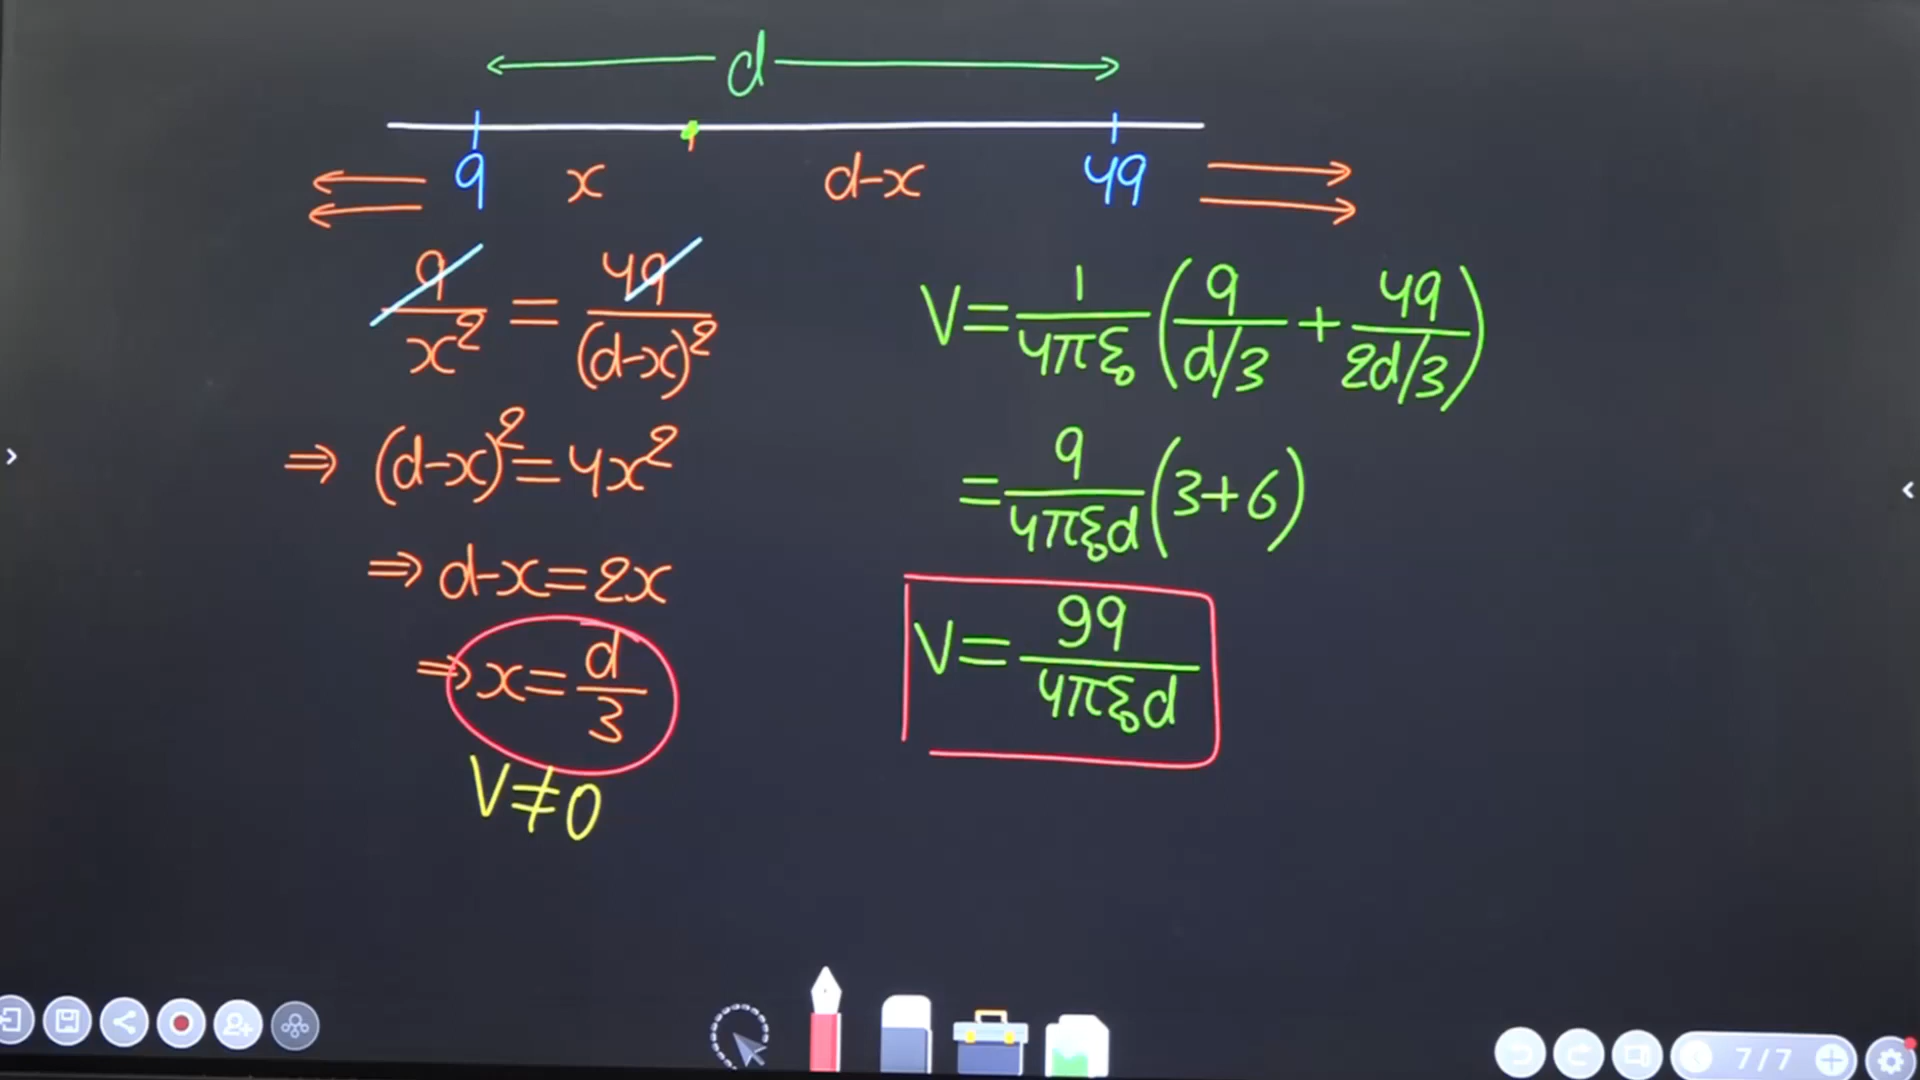 d
q x d-x 4q
q/x² = 4q/(d-x)²
⇒ (d-x)² = 4x²
⇒ d-x = 2x
⇒ x = d/3
V ≠ 0
V = 1/4πε₀ (q/d/3 + 4q/2d/3)
= q/4πε₀d (3+6)
V = 9q/4πε₀d
7/7